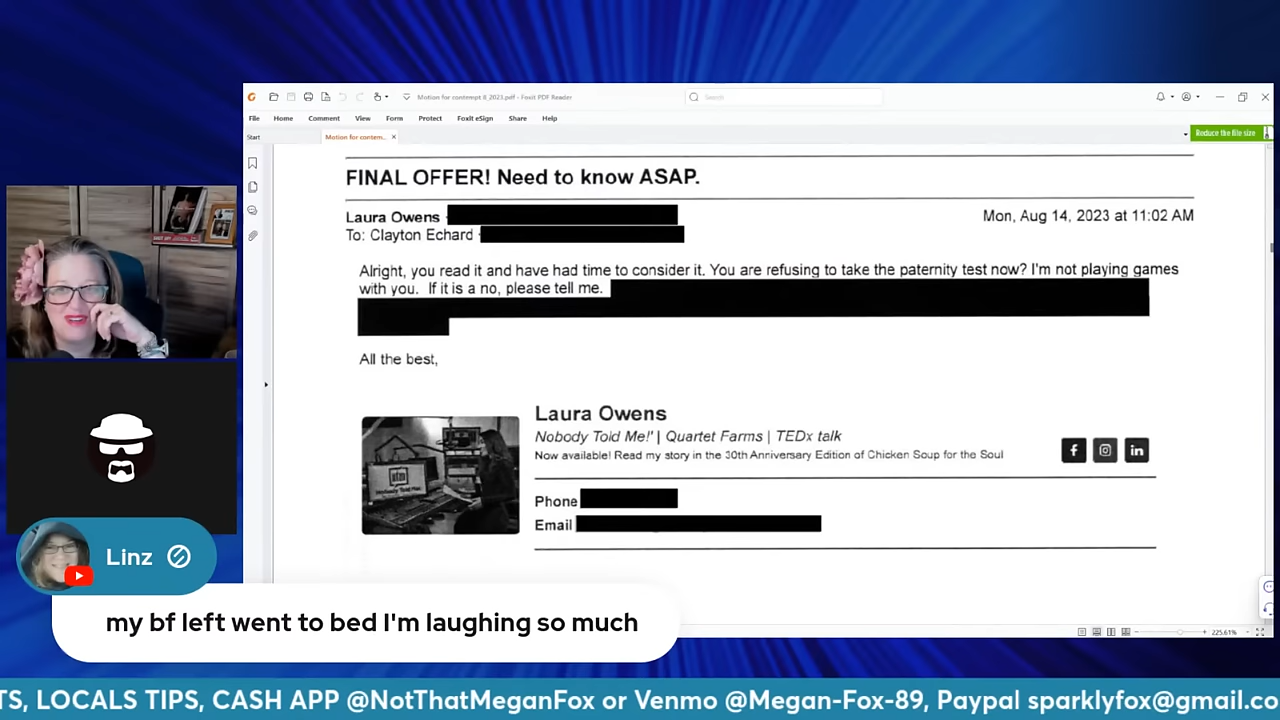 Motion for contempt 8_2023.pdf - Foxit PDF Reader
Search
File Home Comment View Form Protect Foxit eSign Share Help
Start
Motion for contem...
Reduce the file size
FINAL OFFER! Need to know ASAP.
Laura Owens
Mon, Aug 14, 2023 at 11:02 AM
To: Clayton Echard
Alright, you read it and have had time to consider it. You are refusing to take the paternity test now? I'm not playing games
with you. If it is a no, please tell me.
All the best,
Laura Owens
Nobody Told Me!' | Quartet Farms | TEDx talk
Now available! Read my story in the 30th Anniversary Edition of Chicken Soup for the Soul
Phone
Email
225.61%
Linz
my bf left went to bed I'm laughing so much
TS, LOCALS TIPS, CASH APP @NotThatMeganFox or Venmo @Megan-Fox-89, Paypal sparklyfox@gmail.co